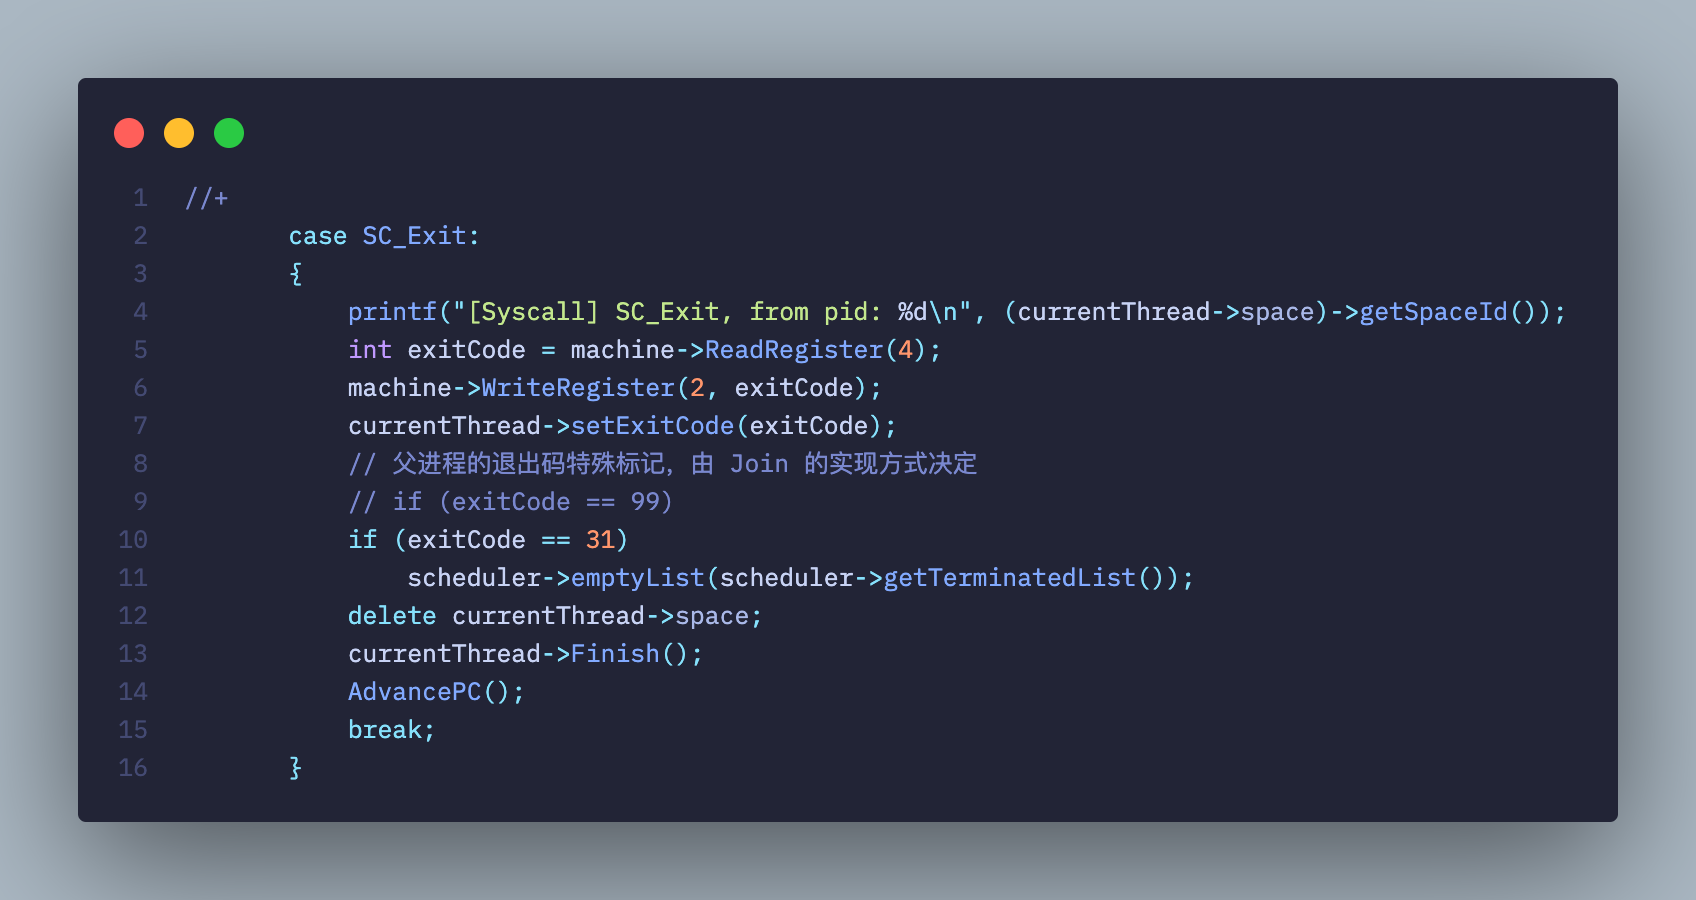 1 //+
2 case SC_Exit:
3 {
4 printf("[Syscall] SC_Exit, from pid: %d\n", (currentThread->space)->getSpaceId());
5 int exitCode = machine->ReadRegister(4);
6 machine->WriteRegister(2, exitCode);
7 currentThread->setExitCode(exitCode);
8 // 父进程的退出码特殊标记，由 Join 的实现方式决定
9 // if (exitCode == 99)
10 if (exitCode == 31)
11 scheduler->emptyList(scheduler->getTerminatedList());
12 delete currentThread->space;
13 currentThread->Finish();
14 AdvancePC();
15 break;
16 }